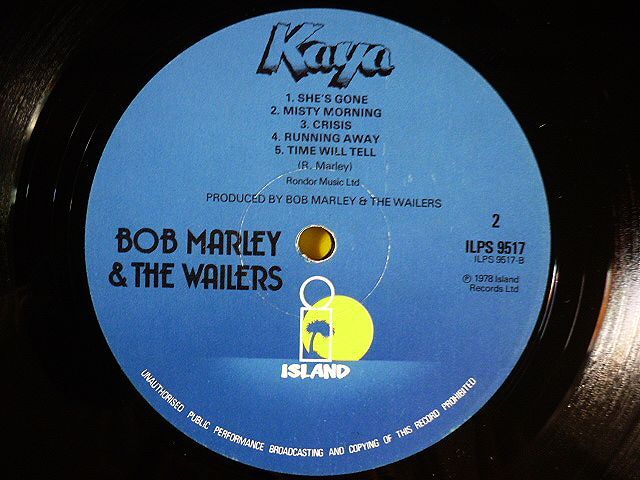 Kaya
1. SHE'S GONE
2. MISTY MORNING
3. CRISIS
4. RUNNING AWAY
5. TIME WILL TELL
(R. Marley)
Rondor Music Ltd
PRODUCED BY BOB MARLEY & THE WAILERS
BOB MARLEY
& THE WAILERS
2
ILPS 9517
ILPS 9517-B
℗ 1978 Island
Records Ltd
ISLAND
UNAUTHORISED PUBLIC PERFORMANCE BROADCASTING AND COPYING OF THIS RECORD PROHIBITED